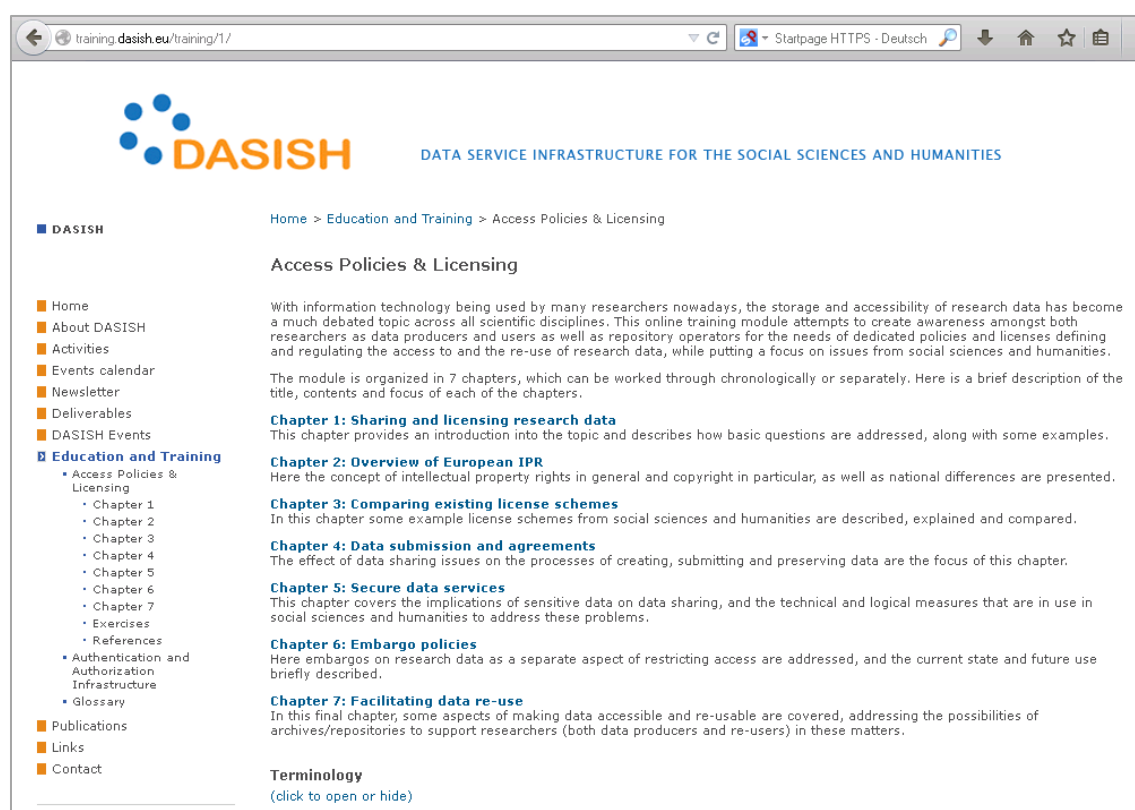 training.dasish.eu/training/1/
Startpage HTTPS - Deutsch
DASISH
DATA SERVICE INFRASTRUCTURE FOR THE SOCIAL SCIENCES AND HUMANITIES
DASISH
Home
About DASISH
Activities
Events calendar
Newsletter
Deliverables
DASISH Events
Education and Training
Access Policies &
Licensing
Chapter 1
Chapter 2
Chapter 3
Chapter 4
Chapter 5
Chapter 6
Chapter 7
Exercises
References
Authentication and
Authorization
Infrastructure
Glossary
Publications
Links
Contact
Home > Education and Training > Access Policies & Licensing
Access Policies & Licensing
With information technology being used by many researchers nowadays, the storage and accessibility of research data has become
a much debated topic across all scientific disciplines. This online training module attempts to create awareness amongst both
researchers as data producers and users as well as repository operators for the needs of dedicated policies and licenses defining
and regulating the access to and the re-use of research data, while putting a focus on issues from social sciences and humanities.
The module is organized in 7 chapters, which can be worked through chronologically or separately. Here is a brief description of the
title, contents and focus of each of the chapters.
Chapter 1: Sharing and licensing research data
This chapter provides an introduction into the topic and describes how basic questions are addressed, along with some examples.
Chapter 2: Overview of European IPR
Here the concept of intellectual property rights in general and copyright in particular, as well as national differences are presented.
Chapter 3: Comparing existing license schemes
In this chapter some example license schemes from social sciences and humanities are described, explained and compared.
Chapter 4: Data submission and agreements
The effect of data sharing issues on the processes of creating, submitting and preserving data are the focus of this chapter.
Chapter 5: Secure data services
This chapter covers the implications of sensitive data on data sharing, and the technical and logical measures that are in use in
social sciences and humanities to address these problems.
Chapter 6: Embargo policies
Here embargos on research data as a separate aspect of restricting access are addressed, and the current state and future use
briefly described.
Chapter 7: Facilitating data re-use
In this final chapter, some aspects of making data accessible and re-usable are covered, addressing the possibilities of
archives/repositories to support researchers (both data producers and re-users) in these matters.
Terminology
(click to open or hide)